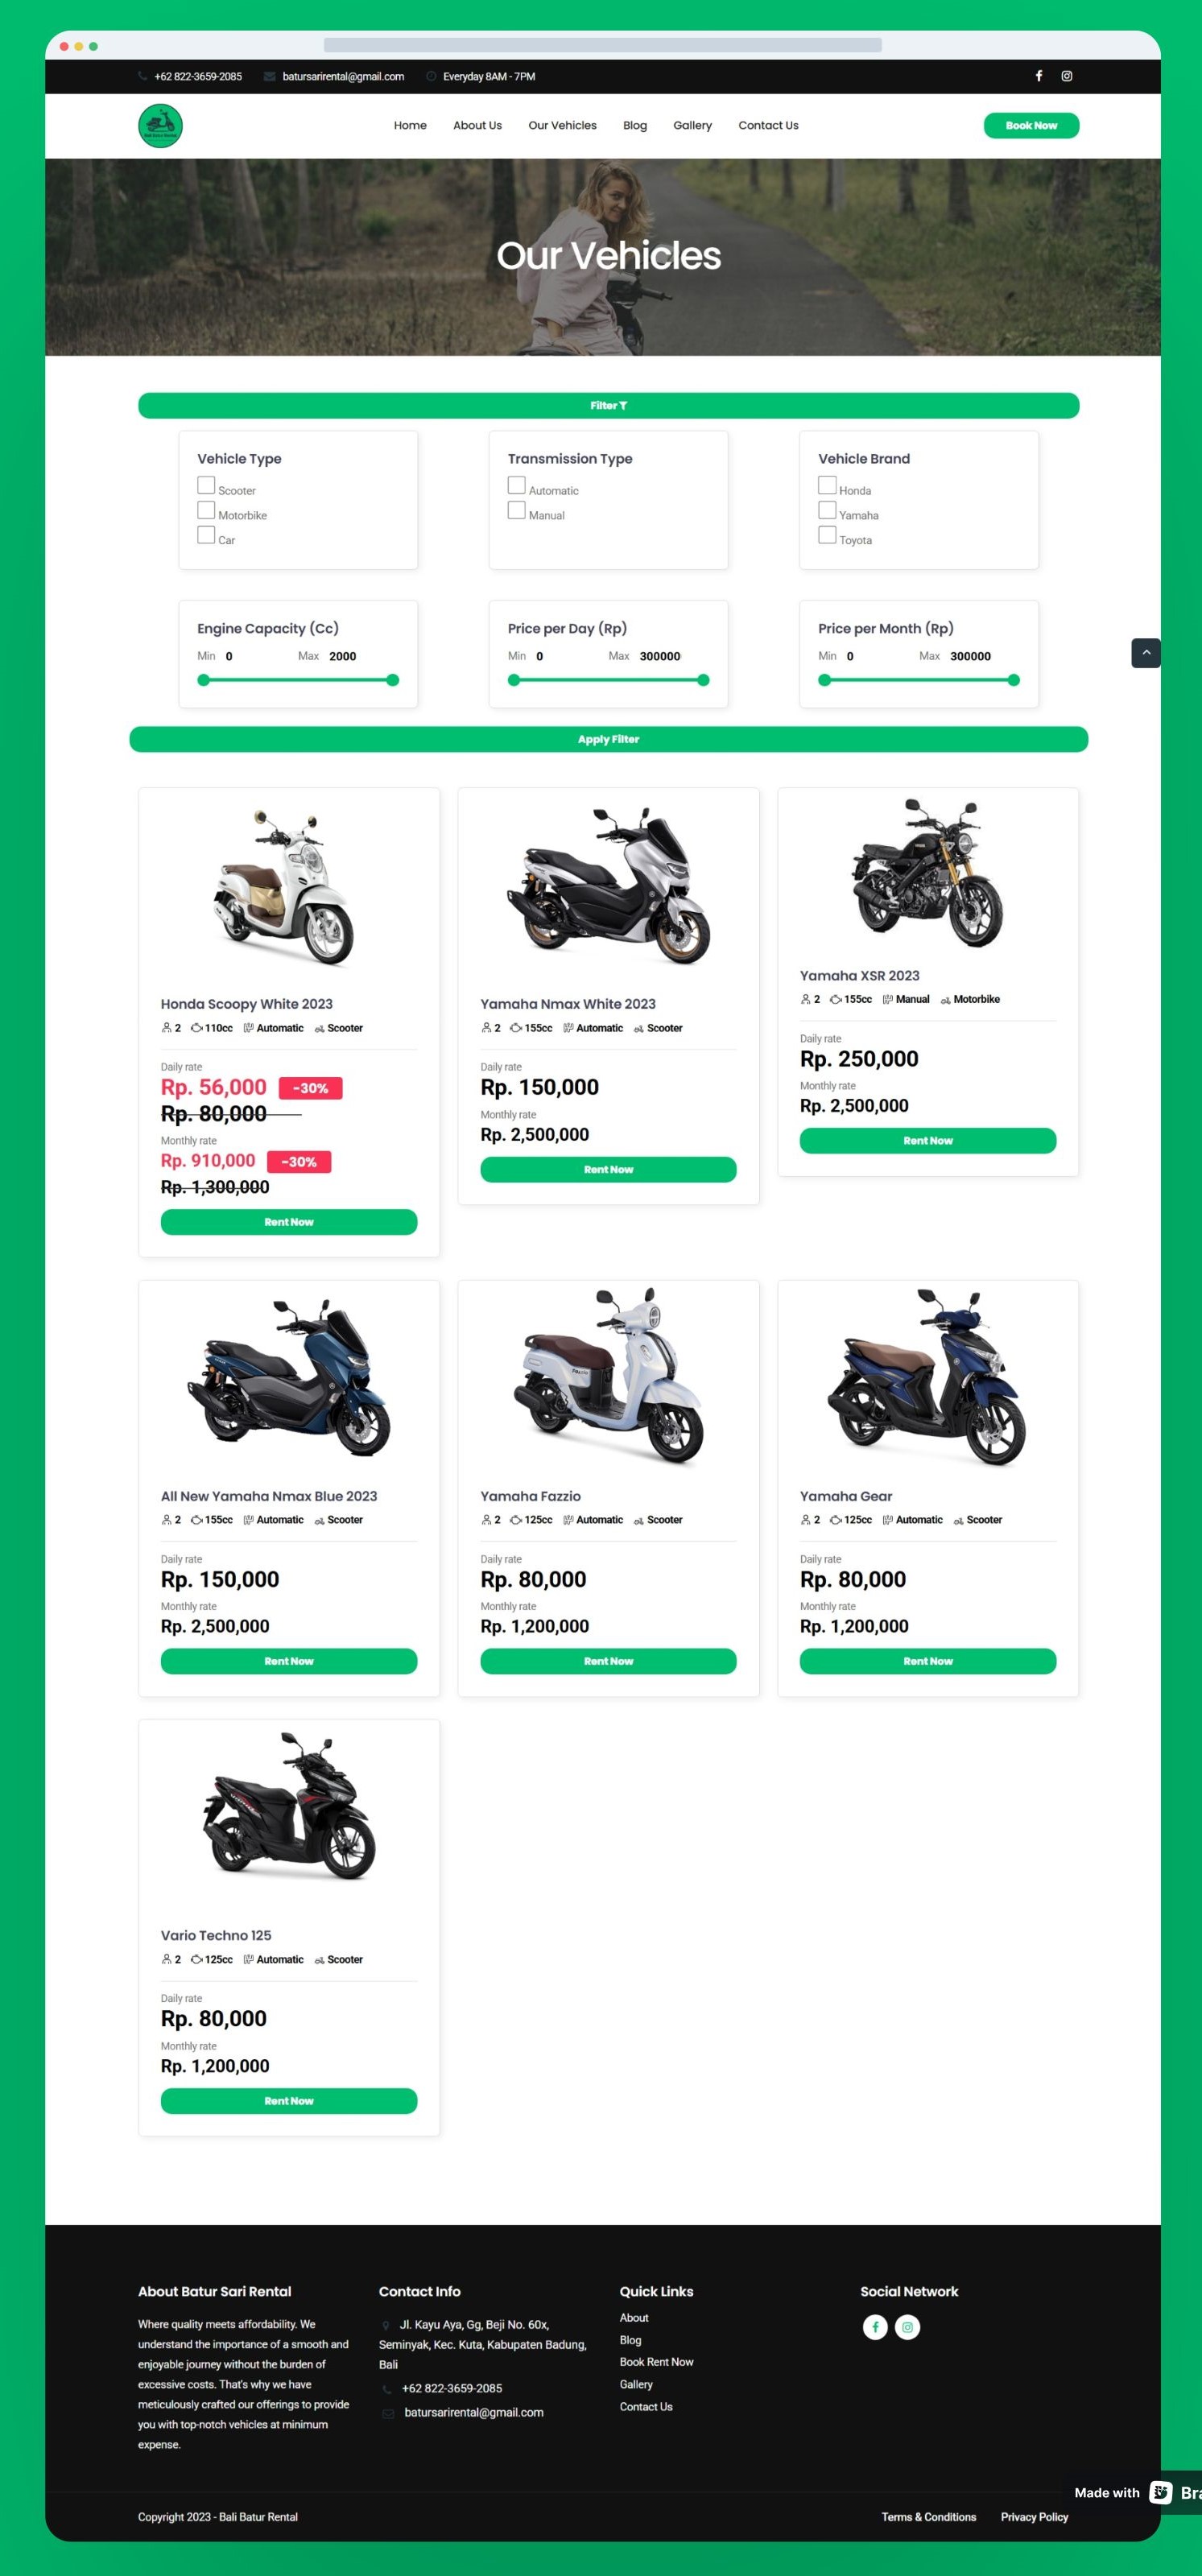 +62 822-3659-2085 batursarirental@gmail.com Everyday 8AM - 7PM
Home About Us Our Vehicles Blog Gallery Contact Us Book Now
Our Vehicles
Filter
Vehicle Type
Scooter
Motorbike
Car
Transmission Type
Automatic
Manual
Vehicle Brand
Honda
Yamaha
Toyota
Engine Capacity (Cc)
Min 0 Max 2000
Price per Day (Rp)
Min 0 Max 300000
Price per Month (Rp)
Min 0 Max 300000
Apply Filter
Honda Scoopy White 2023
2 110cc Automatic Scooter
Daily rate
Rp. 56,000 -30%
Rp. 80,000
Monthly rate
Rp. 910,000 -30%
Rp. 1,300,000
Rent Now
Yamaha Nmax White 2023
2 155cc Automatic Scooter
Daily rate
Rp. 150,000
Monthly rate
Rp. 2,500,000
Rent Now
Yamaha XSR 2023
2 155cc Manual Motorbike
Daily rate
Rp. 250,000
Monthly rate
Rp. 2,500,000
Rent Now
All New Yamaha Nmax Blue 2023
2 155cc Automatic Scooter
Daily rate
Rp. 150,000
Monthly rate
Rp. 2,500,000
Rent Now
Yamaha Fazzio
2 125cc Automatic Scooter
Daily rate
Rp. 80,000
Monthly rate
Rp. 1,200,000
Rent Now
Yamaha Gear
2 125cc Automatic Scooter
Daily rate
Rp. 80,000
Monthly rate
Rp. 1,200,000
Rent Now
Vario Techno 125
2 125cc Automatic Scooter
Daily rate
Rp. 80,000
Monthly rate
Rp. 1,200,000
Rent Now
About Batur Sari Rental
Where quality meets affordability. We
understand the importance of a smooth and
enjoyable journey without the burden of
excessive costs. That's why we have
meticulously crafted our offerings to provide
you with top-notch vehicles at minimum
expense.
Contact Info
Jl. Kayu Aya, Gg, Beji No. 60x,
Seminyak, Kec. Kuta, Kabupaten Badung,
Bali
+62 822-3659-2085
batursarirental@gmail.com
Quick Links
About
Blog
Book Rent Now
Gallery
Contact Us
Social Network
Made with Bra
Copyright 2023 - Bali Batur Rental
Terms & Conditions Privacy Policy